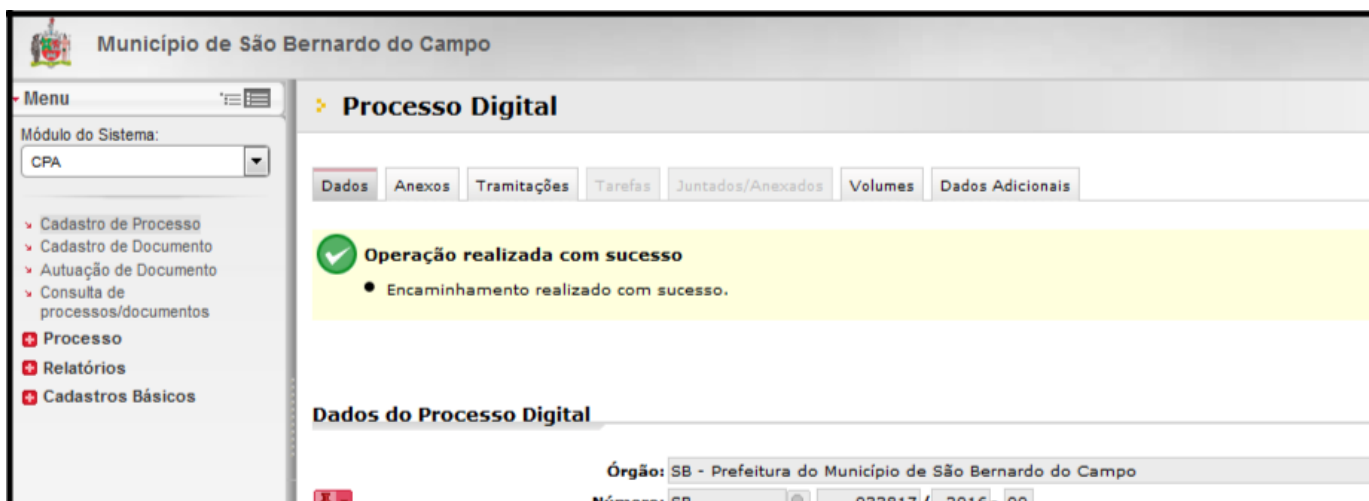 Município de São Bernardo do Campo
Menu
Módulo do Sistema:
CPA
Cadastro de Processo
Cadastro de Documento
Autuação de Documento
Consulta de
processos/documentos
Processo
Relatórios
Cadastros Básicos
Processo Digital
Dados Anexos Tramitações Tarefas Juntados/Anexados Volumes Dados Adicionais
Operação realizada com sucesso
Encaminhamento realizado com sucesso.
Dados do Processo Digital
Órgão: SB - Prefeitura do Município de São Bernardo do Campo
Número: SB